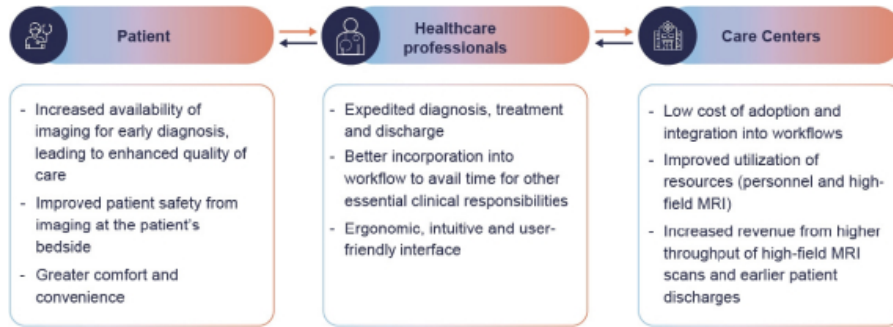 Patient
- Increased availability of
imaging for early diagnosis,
leading to enhanced quality of
care
- Improved patient safety from
imaging at the patient's
bedside
- Greater comfort and
convenience
Healthcare
professionals
- Expedited diagnosis, treatment
and discharge
- Better incorporation into
workflow to avail time for other
essential clinical responsibilities
- Ergonomic, intuitive and user-
friendly interface
Care Centers
- Low cost of adoption and
integration into workflows
- Improved utilization of
resources (personnel and high-
field MRI)
- Increased revenue from higher
throughput of high-field MRI
scans and earlier patient
discharges